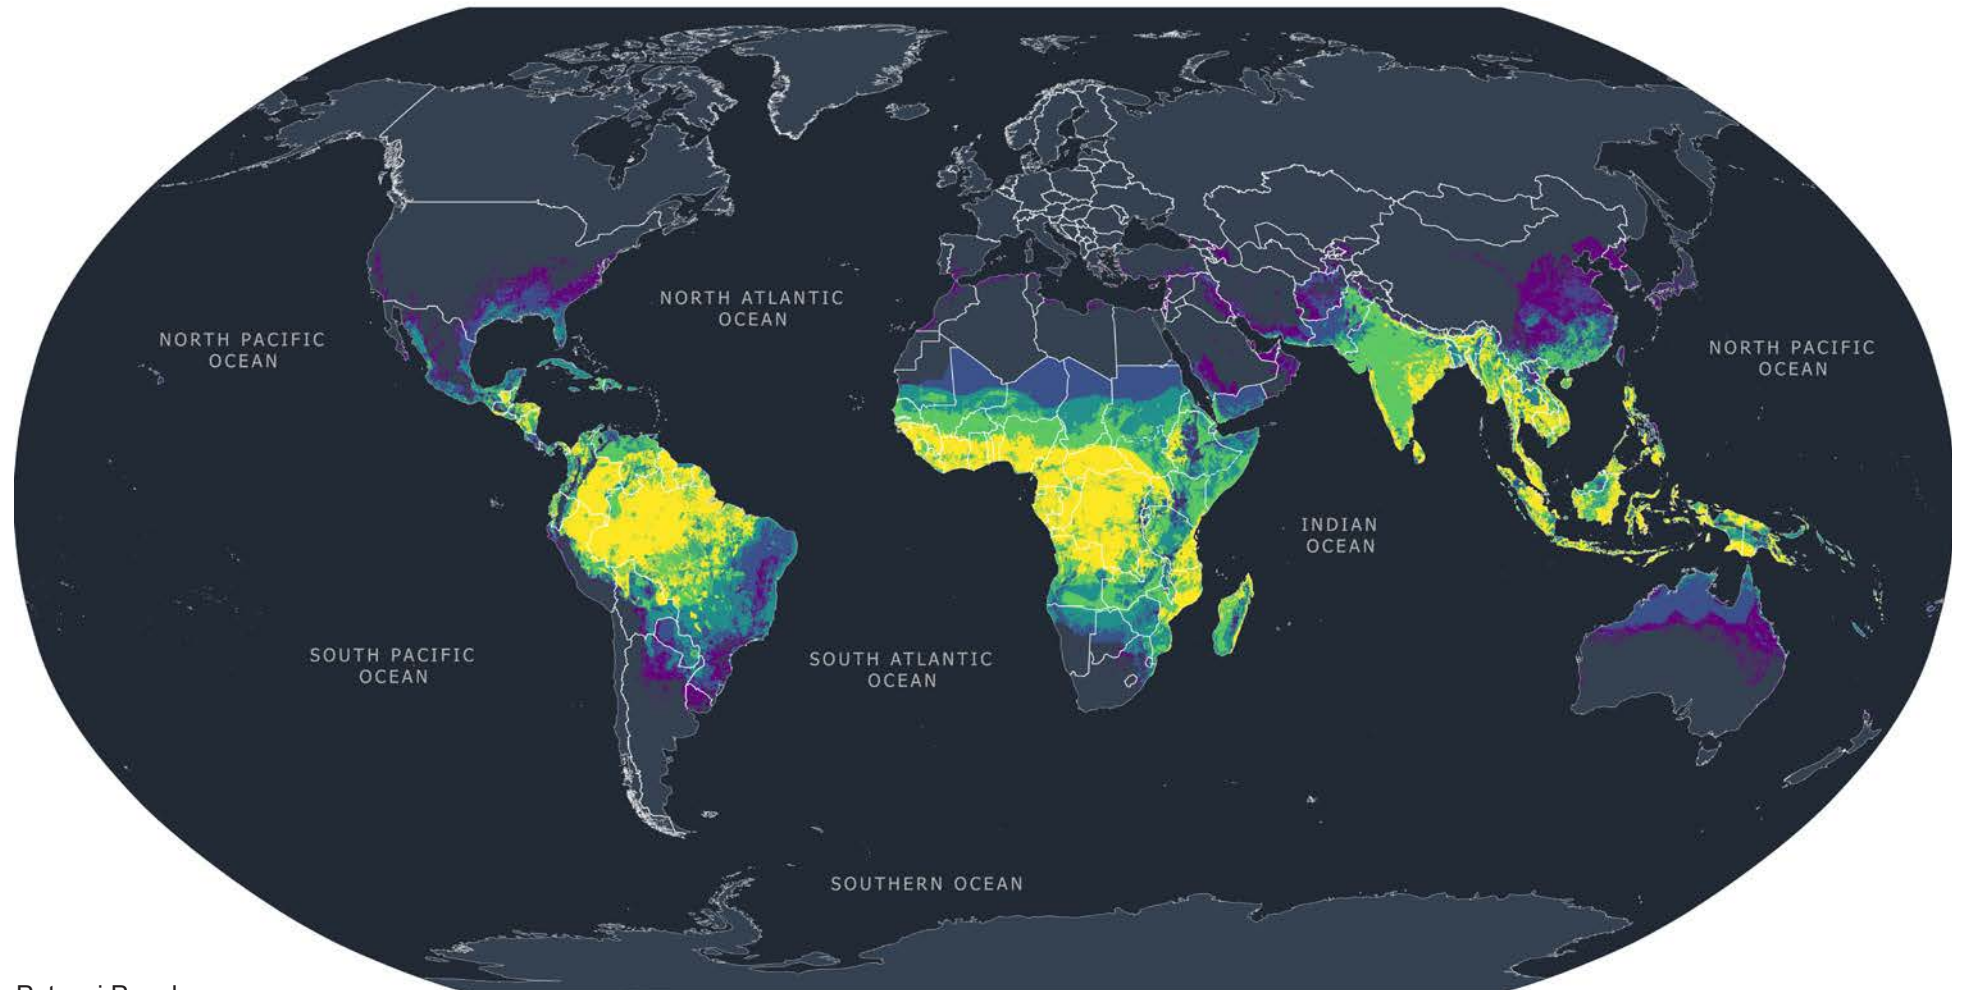 NORTH ATLANTIC
OCEAN
NORTH PACIFIC
OCEAN
NORTH PACIFIC
OCEAN
INDIAN
OCEAN
SOUTH PACIFIC
OCEAN
SOUTH ATLANTIC
OCEAN
SOUTHERN OCEAN